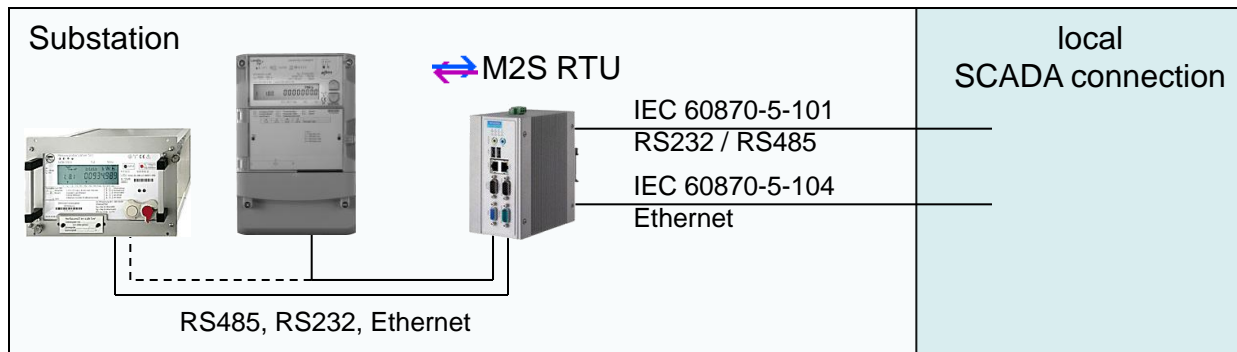 Substation
local
SCADA connection
M2S RTU
IEC 60870-5-101
RS232 / RS485
IEC 60870-5-104
Ethernet
RS485, RS232, Ethernet